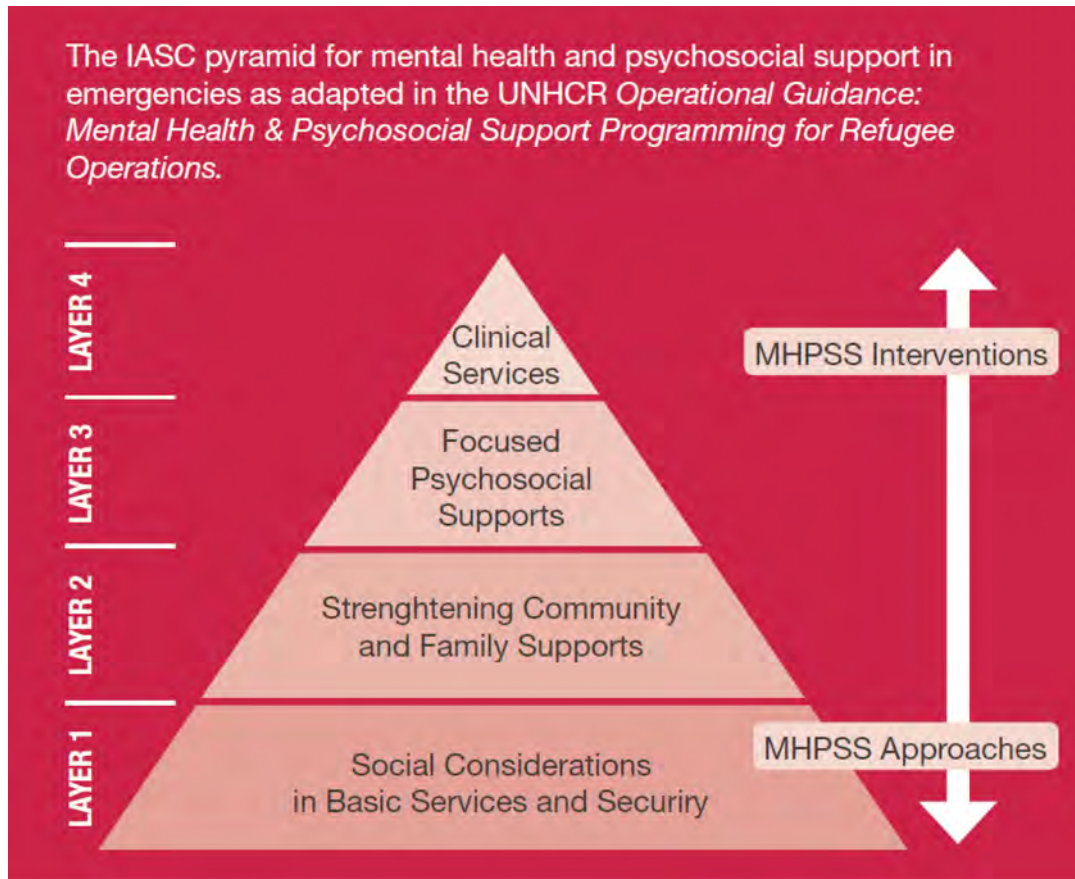 The IASC pyramid for mental health and psychosocial support in
emergencies as adapted in the UNHCR Operational Guidance:
Mental Health & Psychosocial Support Programming for Refugee
Operations.
LAYER 4
Clinical
Services
MHPSS Interventions
LAYER 3
Focused
Psychosocial
Supports
LAYER 2
Strenghtening Community
and Family Supports
LAYER 1
Social Considerations
in Basic Services and Securiry
MHPSS Approaches